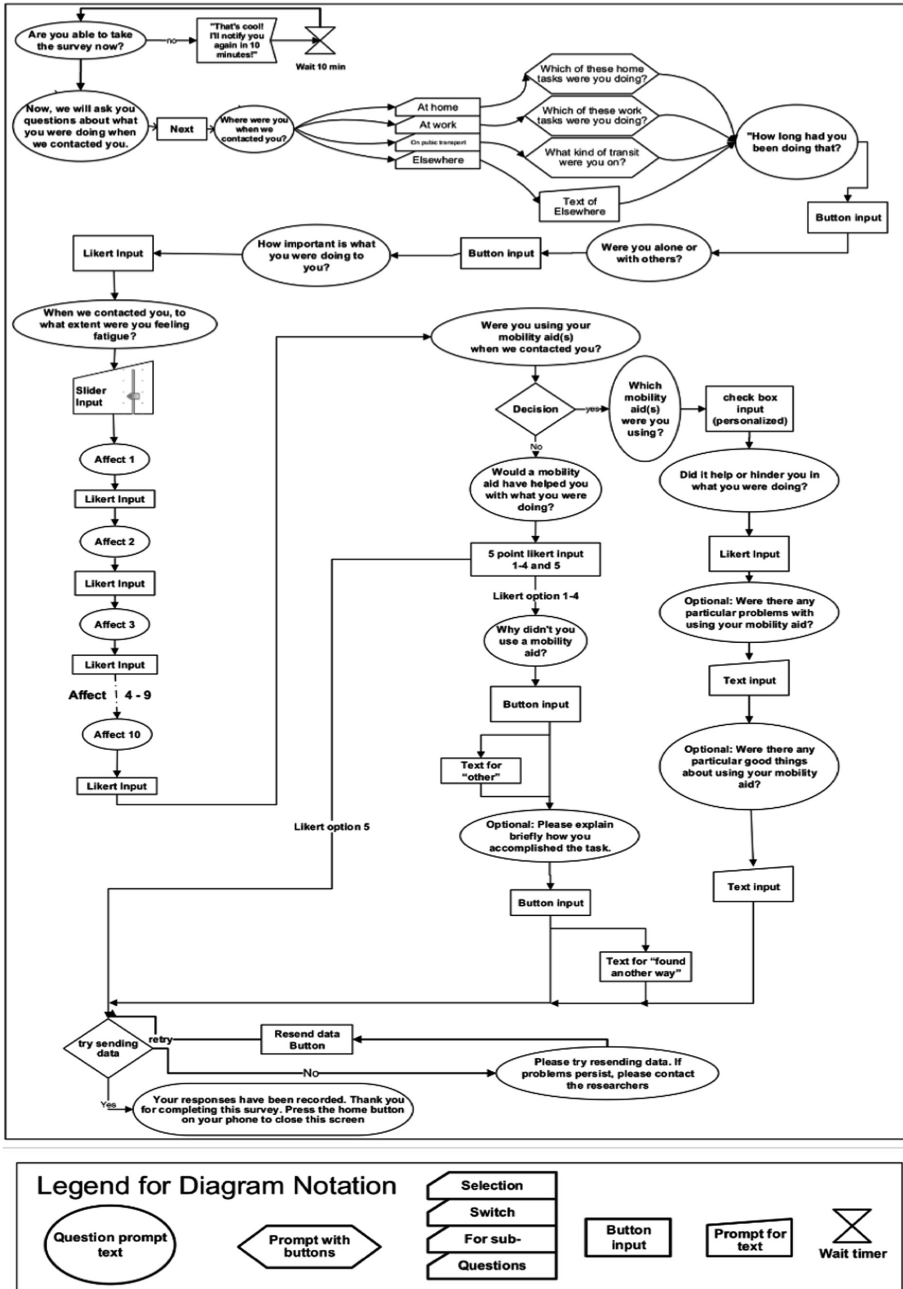 Are you able to take
the survey now?
no
"That's cool!
I'll notify you
again in 10
minutes!"
Wait 10 min
Now, we will ask you
questions about what
you were doing when
we contacted you.
Next
Where were you
when we
contacted you?
At home
At work
On pubic transport
Elsewhere
Which of these home
tasks were you doing?
Which of these work
tasks were you doing?
What kind of transit
were you on?
Text of
Elsewhere
"How long had you
been doing that?
Button input
Were you alone or
with others?
Button input
How important is what
you were doing to
you?
Likert Input
When we contacted you, to
what extent were you feeling
fatigue?
Slider
Input
Affect 1
Likert Input
Affect 2
Likert Input
Affect 3
Likert Input
Affect 4 - 9
Affect 10
Likert Input
Were you using your
mobility aid(s)
when we contacted you?
Decision
yes
Which
mobility
aid(s)
were you
using?
check box
input
(personalized)
No
Would a mobility
aid have helped you
with what you were
doing?
Did it help or hinder you in
what you were doing?
5 point likert input
1-4 and 5
Likert Input
Likert option 1-4
Optional: Were there any
particular problems with
using your mobility aid?
Why didn't you
use a mobility
aid?
Text input
Button input
Optional: Were there any
particular good things
about using your mobility
aid?
Text for
"other"
Likert option 5
Optional: Please explain
briefly how you
accomplished the task.
Text input
Button input
Text for "found
another way"
try sending
data
retry
Resend data
Button
No
Please try resending data. If
problems persist, please contact
the researchers
Yes
Your responses have been recorded. Thank you
for completing this survey. Press the home button
on your phone to close this screen
Legend for Diagram Notation
Question prompt
text
Prompt with
buttons
Selection
Switch
For sub-
Questions
Button
input
Prompt for
text
Wait timer